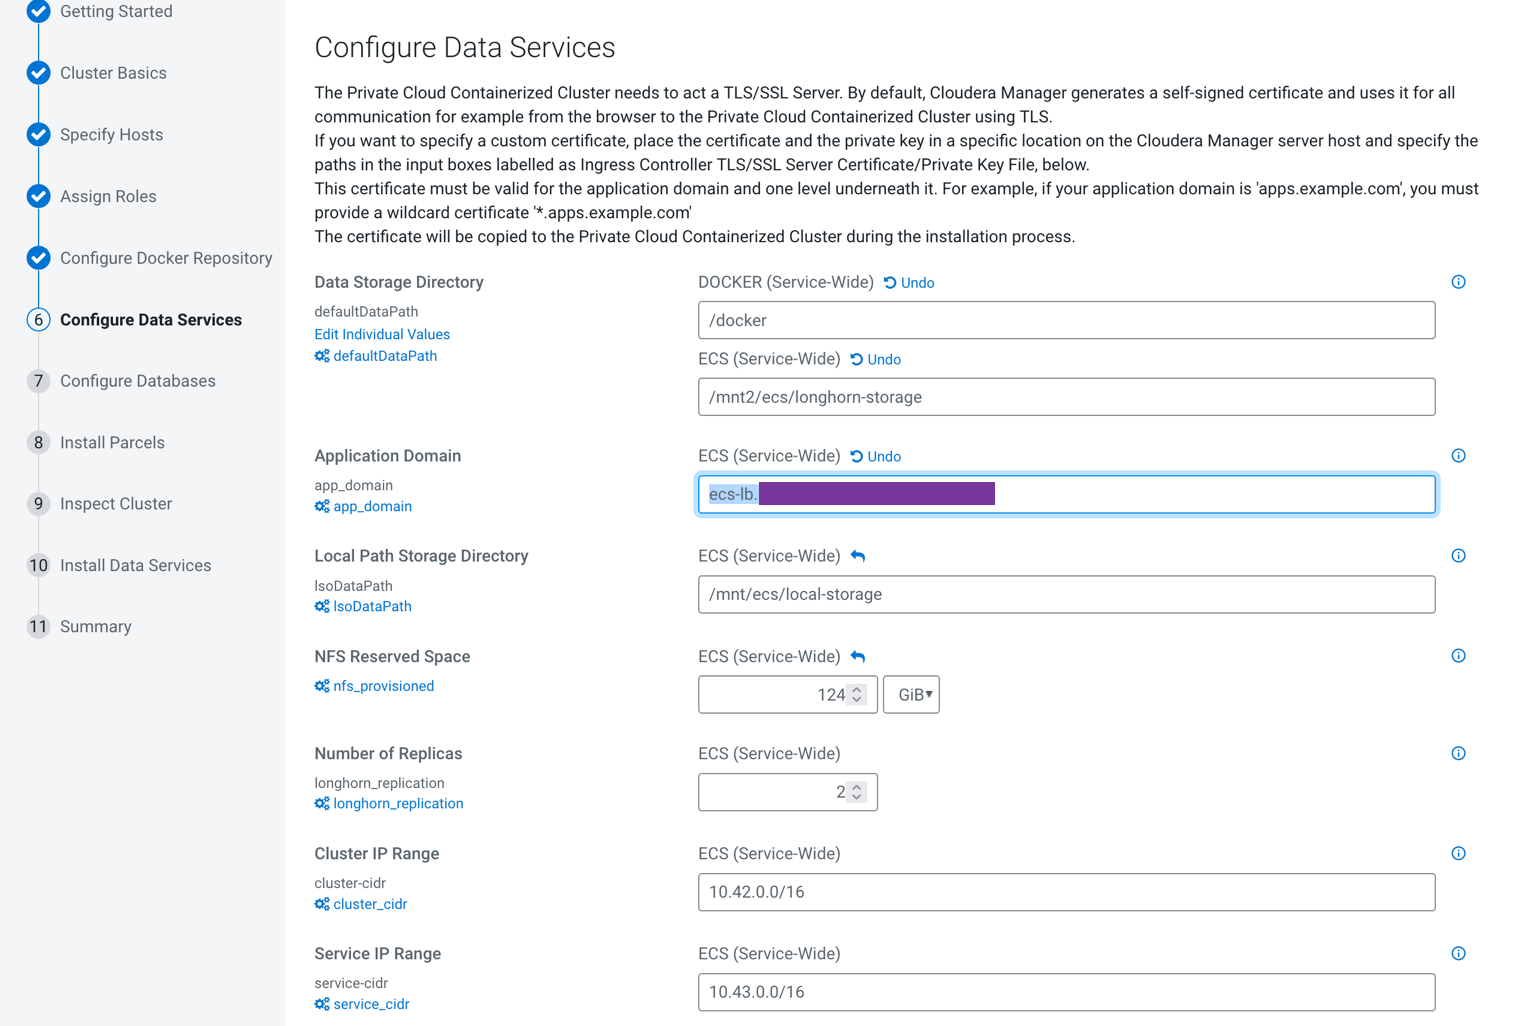 Getting Started
Cluster Basics
Specify Hosts
Assign Roles
Configure Docker Repository
6 Configure Data Services
7 Configure Databases
8 Install Parcels
9 Inspect Cluster
10 Install Data Services
11 Summary
Configure Data Services
The Private Cloud Containerized Cluster needs to act a TLS/SSL Server. By default, Cloudera Manager generates a self-signed certificate and uses it for all
communication for example from the browser to the Private Cloud Containerized Cluster using TLS.
If you want to specify a custom certificate, place the certificate and the private key in a specific location on the Cloudera Manager server host and specify the
paths in the input boxes labelled as Ingress Controller TLS/SSL Server Certificate/Private Key File, below.
This certificate must be valid for the application domain and one level underneath it. For example, if your application domain is 'apps.example.com', you must
provide a wildcard certificate '*.apps.example.com'
The certificate will be copied to the Private Cloud Containerized Cluster during the installation process.
Data Storage Directory
defaultDataPath
Edit Individual Values
defaultDataPath
DOCKER (Service-Wide) Undo
/docker
ECS (Service-Wide) Undo
/mnt2/ecs/longhorn-storage
Application Domain
app_domain
app_domain
ECS (Service-Wide) Undo
ecs-lb.
Local Path Storage Directory
lsoDataPath
lsoDataPath
ECS (Service-Wide)
/mnt/ecs/local-storage
NFS Reserved Space
nfs_provisioned
ECS (Service-Wide)
124 GiB
Number of Replicas
longhorn_replication
longhorn_replication
ECS (Service-Wide)
2
Cluster IP Range
cluster-cidr
cluster_cidr
ECS (Service-Wide)
10.42.0.0/16
Service IP Range
service-cidr
service_cidr
ECS (Service-Wide)
10.43.0.0/16